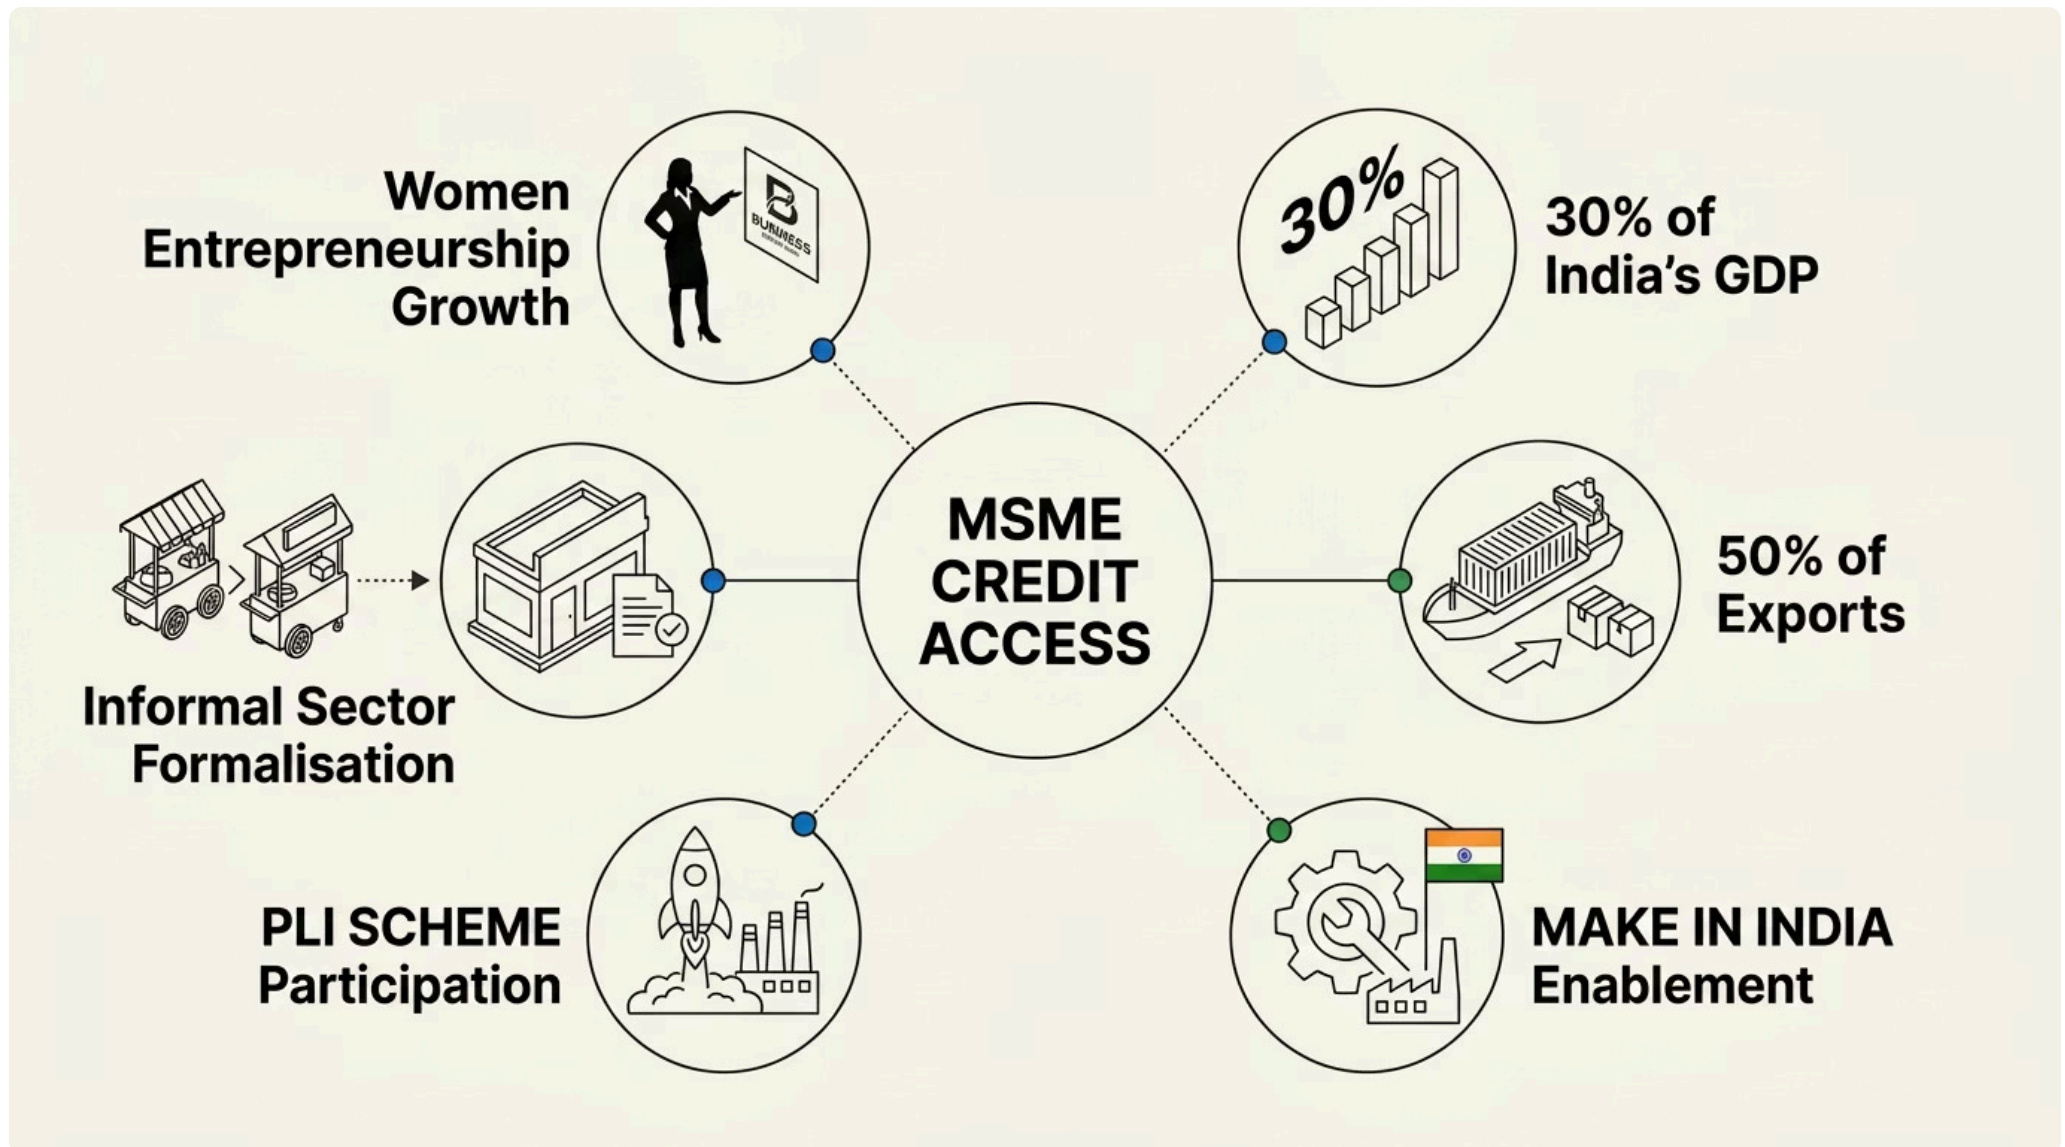 Women
Entrepreneurship
Growth
B
30%
30% of
India's GDP
MSME
CREDIT
ACCESS
50% of
Exports
Informal Sector
Formalisation
PLI SCHEME
Participation
MAKE IN INDIA
Enablement